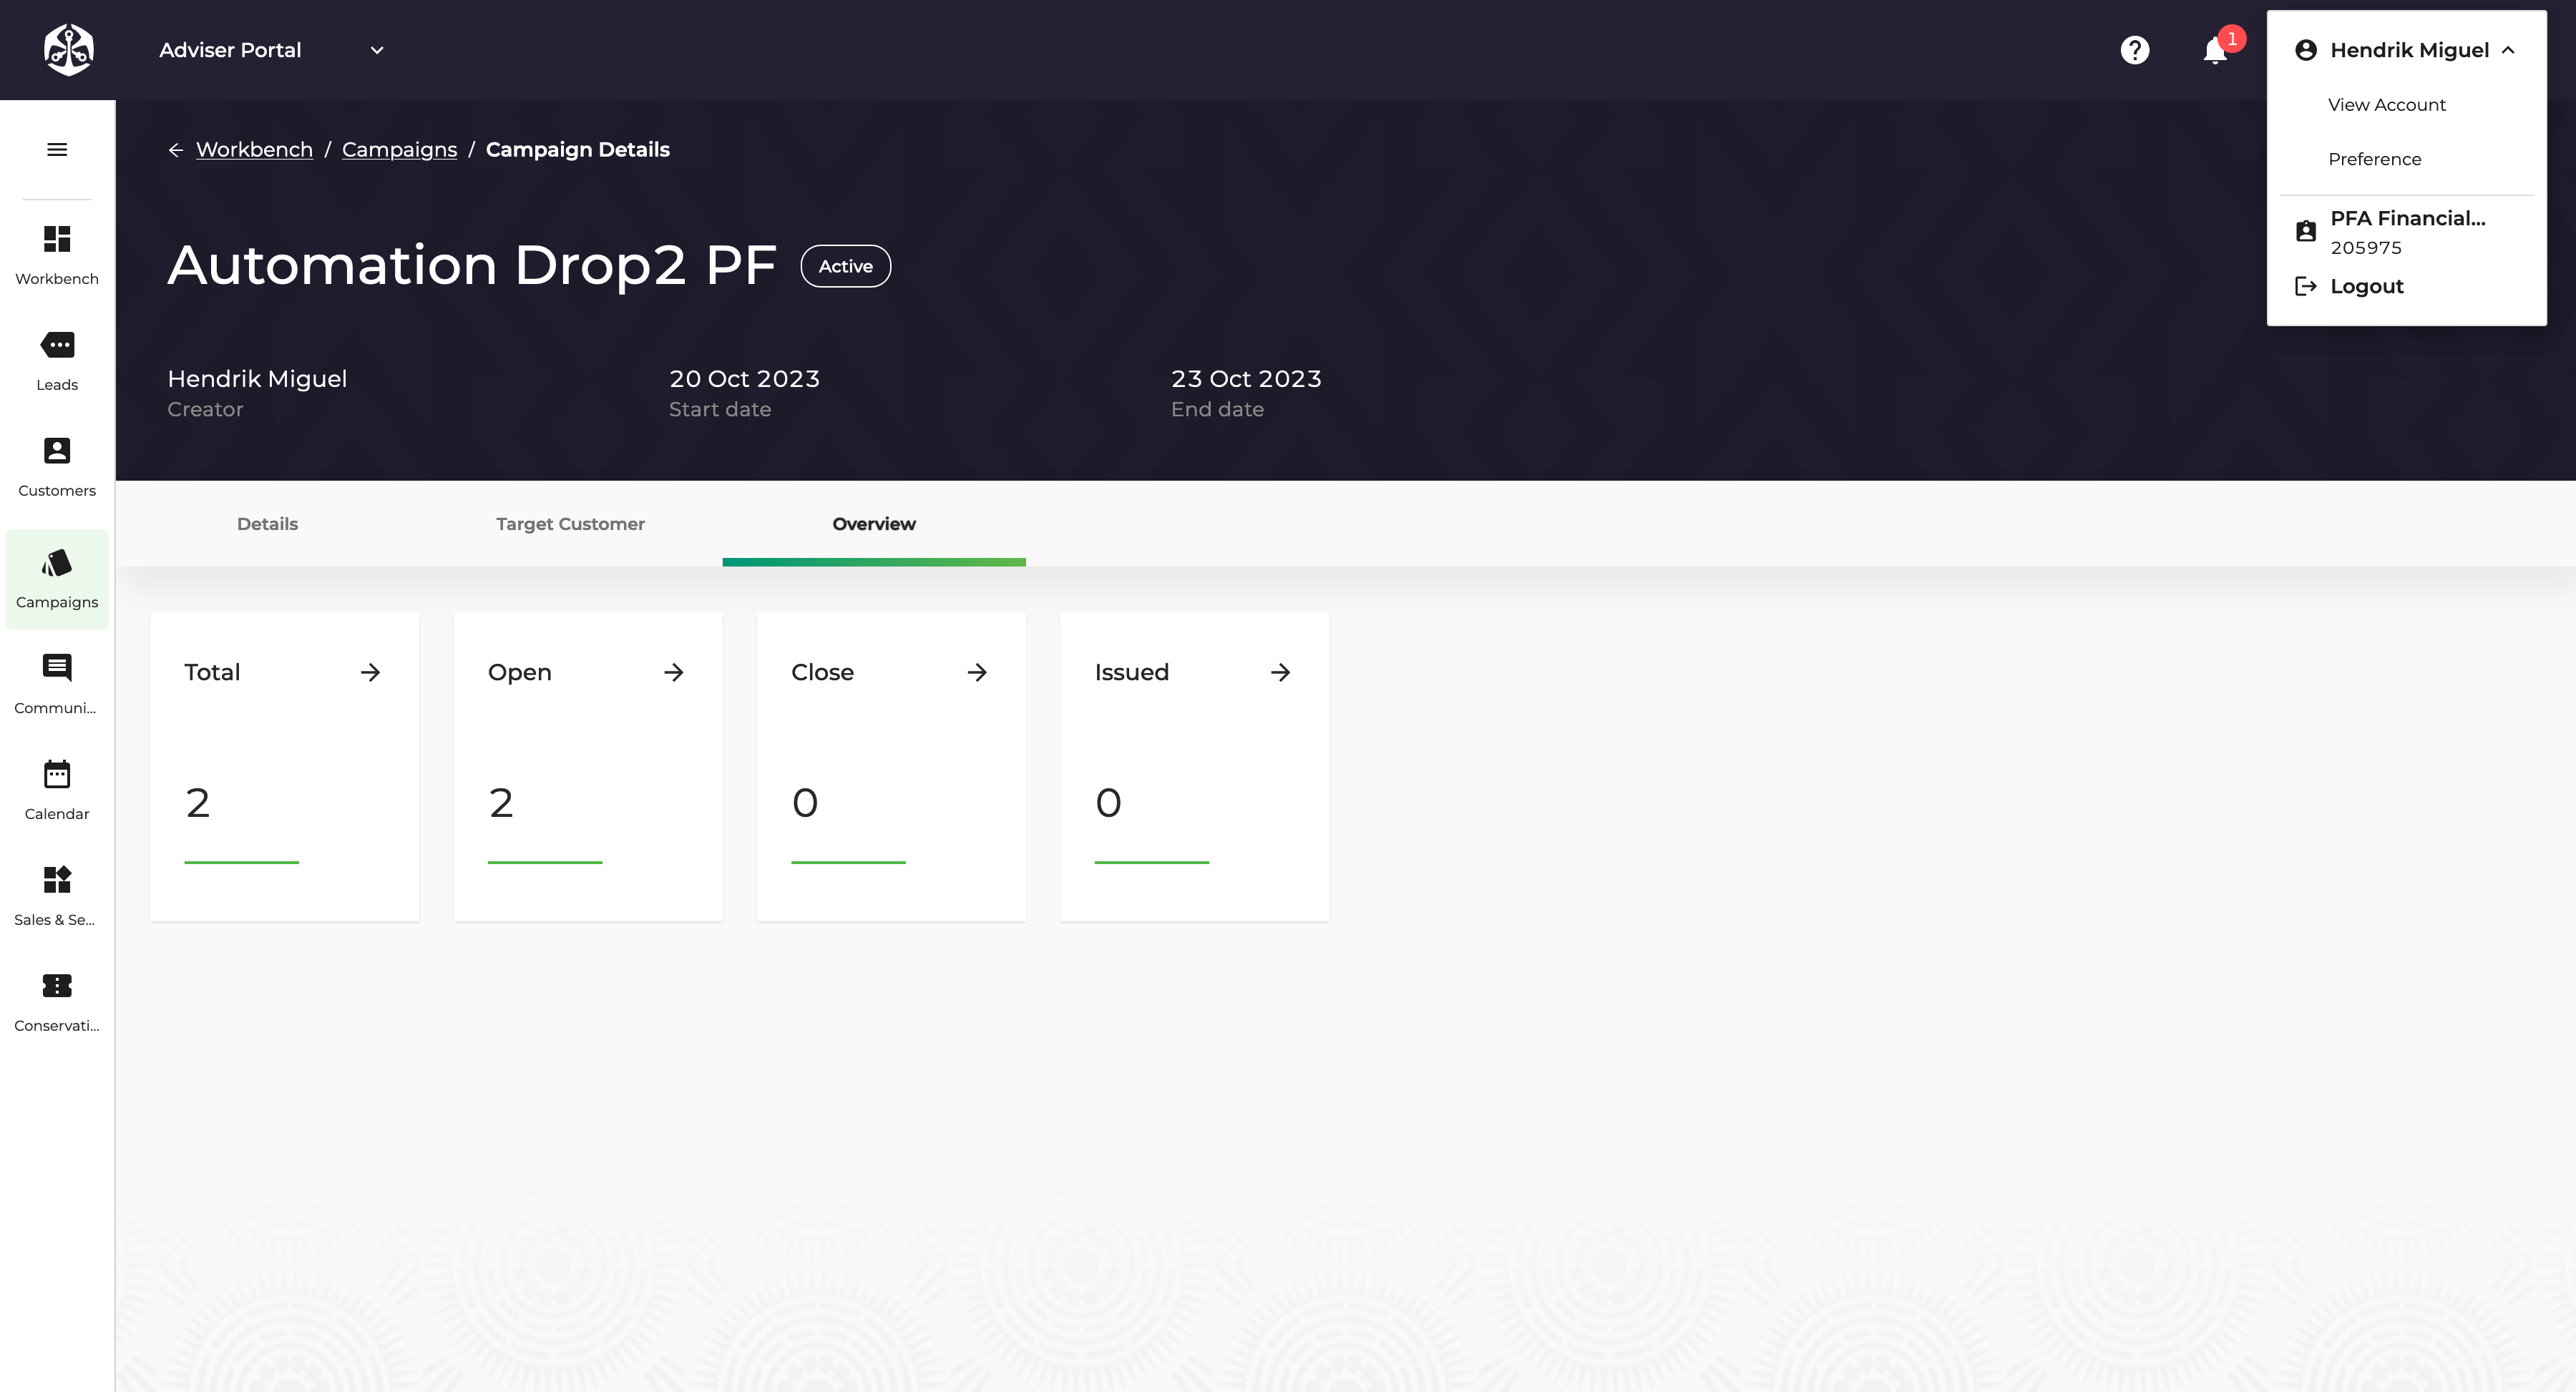 Adviser Portal
1
Hendrik Miguel
View Account
Preference
PFA Financial...
205975
Logout
Workbench / Campaigns / Campaign Details
Automation Drop2 PF
Active
Hendrik Miguel
Creator
20 Oct 2023
Start date
23 Oct 2023
End date
Workbench
Leads
Customers
Campaigns
Communi...
Calendar
Sales & Se...
Conservati...
Details
Target Customer
Overview
Total
2
Open
2
Close
0
Issued
0